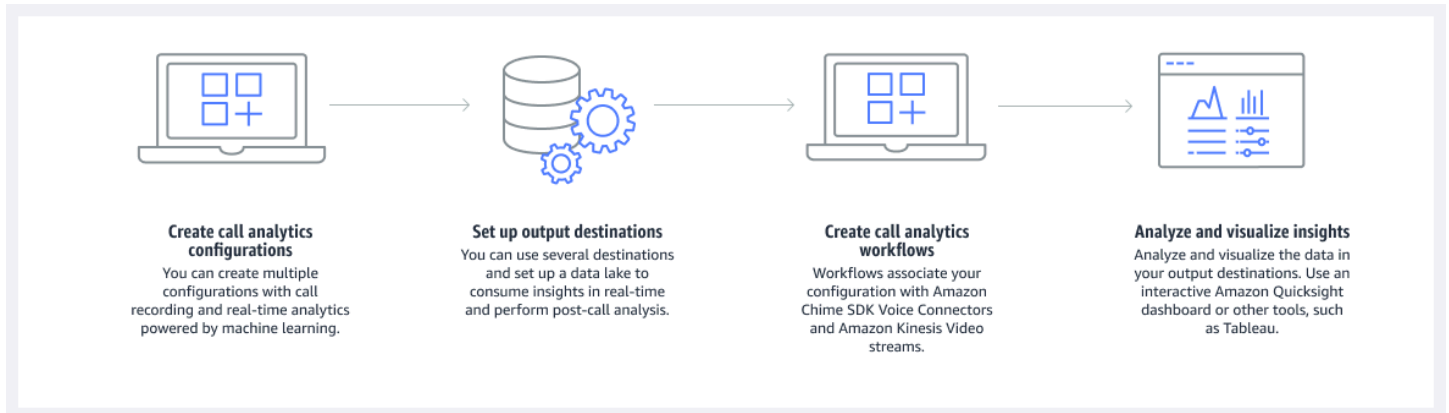 Create call analytics
configurations
You can create multiple
configurations with call
recording and real-time analytics
powered by machine learning.
Set up output destinations
You can use several destinations
and set up a data lake to
consume insights in real-time
and perform post-call analysis.
Create call analytics
workflows
Workflows associate your
configuration with Amazon
Chime SDK Voice Connectors
and Amazon Kinesis Video
streams.
Analyze and visualize insights
Analyze and visualize the data in
your output destinations. Use an
interactive Amazon Quicksight
dashboard or other tools, such
as Tableau.